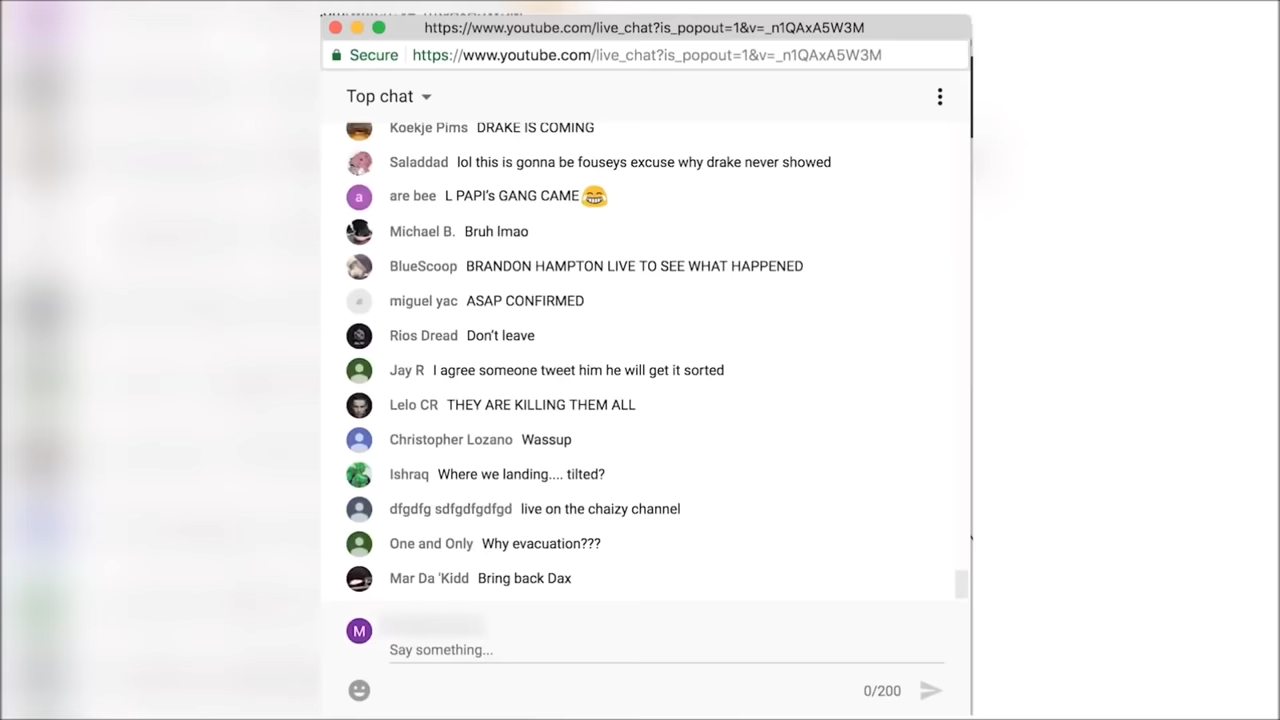 https://www.youtube.com/live_chat?is_popout=1&v=_n1QAxA5W3M
Secure https://www.youtube.com/live_chat?is_popout=1&v=_n1QAxA5W3M
Top chat
Koekje Pims DRAKE IS COMING
Saladdad lol this is gonna be fouseys excuse why drake never showed
a are bee L PAPI’s GANG CAME😂
Michael B. Bruh lmao
BlueScoop BRANDON HAMPTON LIVE TO SEE WHAT HAPPENED
miguel yac ASAP CONFIRMED
Rios Dread Don’t leave
Jay R I agree someone tweet him he will get it sorted
Lelo CR THEY ARE KILLING THEM ALL
Christopher Lozano Wassup
Ishraq Where we landing.... tilted?
dfgdfg sdfgdfgdfgd live on the chaizy channel
One and Only Why evacuation???
Mar Da 'Kidd Bring back Dax
M
Say something...
0/200